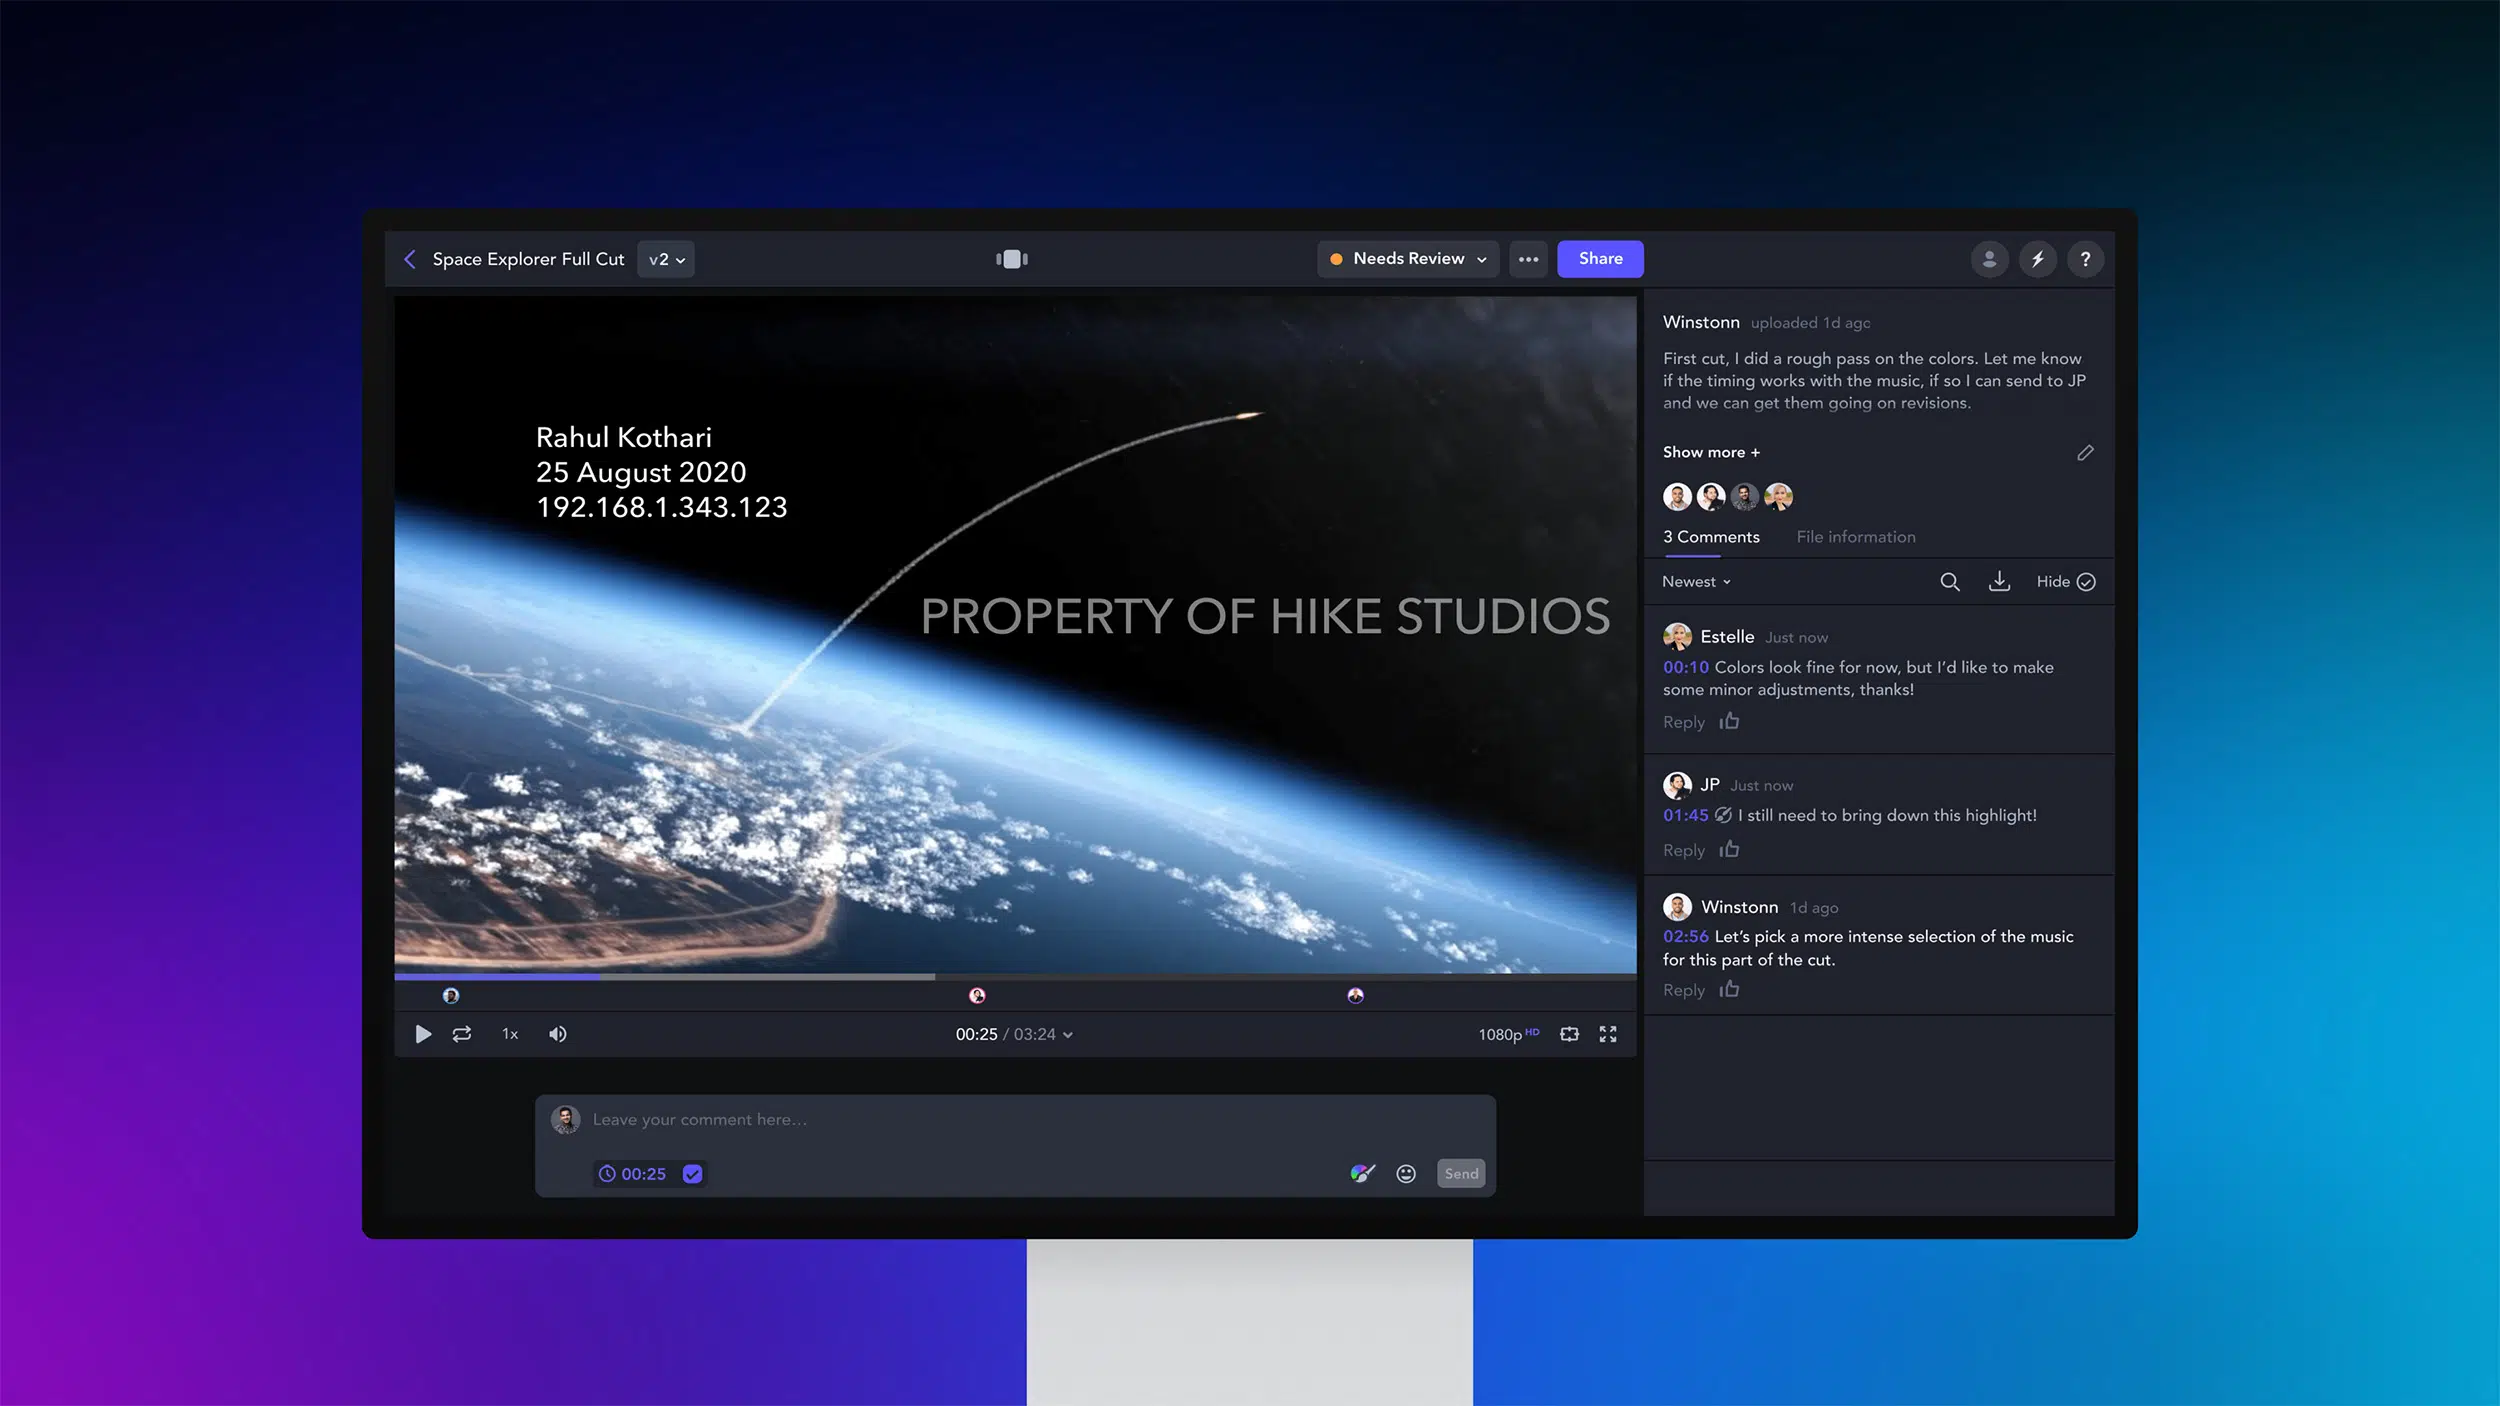 Space Explorer Full Cut
v2
Needs Review
Share
?
Rahul Kothari
25 August 2020
192.168.1.343.123
PROPERTY OF HIKE STUDIOS
1x
00:25 / 03:24
1080p HD
Leave your comment here...
00:25
Send
Winstonn uploaded 1d ago
First cut, I did a rough pass on the colors. Let me know
if the timing works with the music, if so I can send to JP
and we can get them going on revisions.
Show more +
3 Comments
File information
Newest
Hide
Estelle Just now
00:10 Colors look fine for now, but I’d like to make
some minor adjustments, thanks!
Reply
JP Just now
01:45 I still need to bring down this highlight!
Reply
Winstonn 1d ago
02:56 Let’s pick a more intense selection of the music
for this part of the cut.
Reply